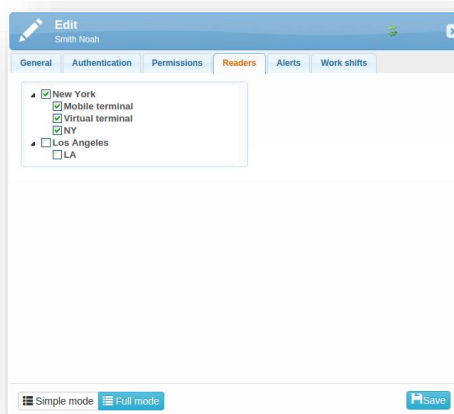 Edit
Smith Noah
General Authentication Permissions Readers Alerts Work shifts
New York
Mobile terminal
Virtual terminal
NY
Los Angeles
LA
Simple mode Full mode Save